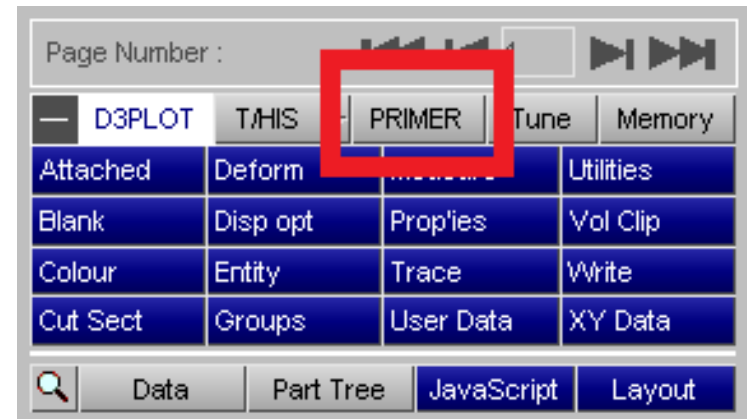 Page Number :
D3PLOT T/HIS PRIMER Tune Memory
Attached Deform Utilities
Blank Disp opt Prop'ies Vol Clip
Colour Entity Trace Write
Cut Sect Groups User Data XY Data
Data Part Tree JavaScript Layout